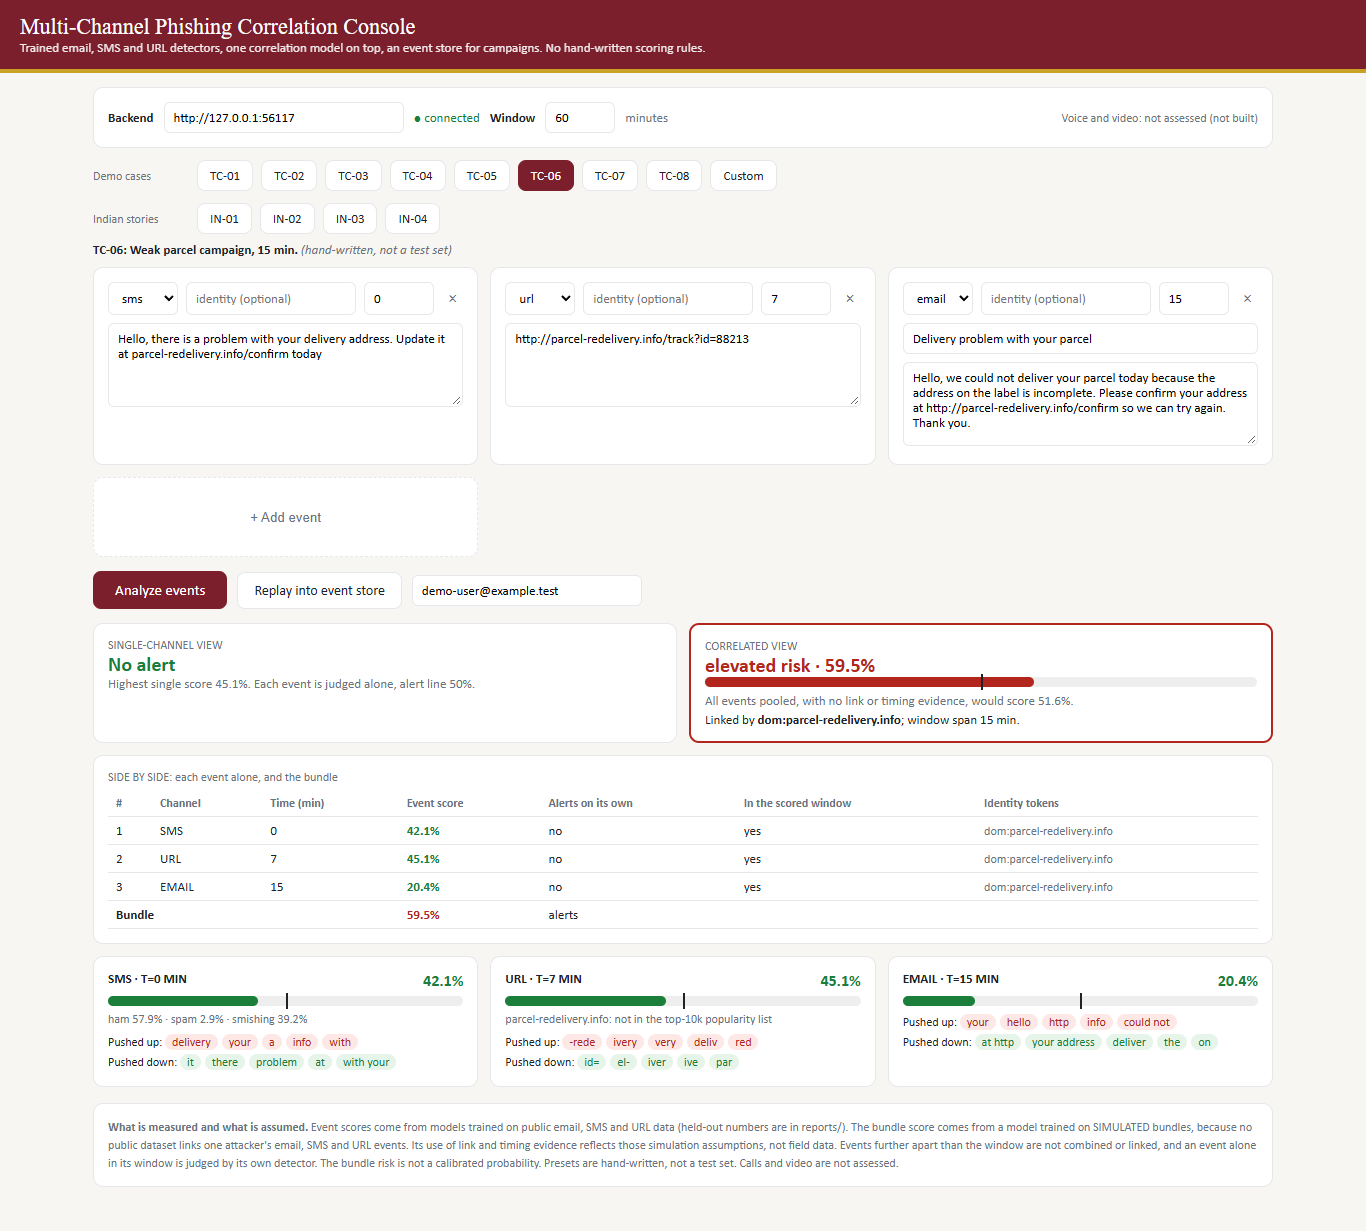 Multi-Channel Phishing Correlation Console
Trained email, SMS and URL detectors, one correlation model on top, an event store for campaigns. No hand-written scoring rules.
Backend http://127.0.0.1:56117 ● connected Window 60 minutes Voice and video: not assessed (not built)
Demo cases TC-01 TC-02 TC-03 TC-04 TC-05 TC-06 TC-07 TC-08 Custom
Indian stories IN-01 IN-02 IN-03 IN-04
TC-06: Weak parcel campaign, 15 min. (hand-written, not a test set)
sms identity (optional) 0 ×
Hello, there is a problem with your delivery address. Update it
at parcel-redelivery.info/confirm today
url identity (optional) 7 ×
http://parcel-redelivery.info/track?id=88213
email identity (optional) 15 ×
Delivery problem with your parcel
Hello, we could not deliver your parcel today because the
address on the label is incomplete. Please confirm your address
at http://parcel-redelivery.info/confirm so we can try again.
Thank you.
+ Add event
Analyze events Replay into event store demo-user@example.test
SINGLE-CHANNEL VIEW
No alert
Highest single score 45.1%. Each event is judged alone, alert line 50%.
CORRELATED VIEW
elevated risk · 59.5%
All events pooled, with no link or timing evidence, would score 51.6%.
Linked by dom:parcel-redelivery.info; window span 15 min.
SIDE BY SIDE: each event alone, and the bundle
# Channel Time (min) Event score Alerts on its own In the scored window Identity tokens
1 SMS 0 42.1% no yes dom:parcel-redelivery.info
2 URL 7 45.1% no yes dom:parcel-redelivery.info
3 EMAIL 15 20.4% no yes dom:parcel-redelivery.info
Bundle 59.5% alerts
SMS · T=0 MIN 42.1%
ham 57.9% · spam 2.9% · smishing 39.2%
Pushed up: delivery your a info with
Pushed down: it there problem at with your
URL · T=7 MIN 45.1%
parcel-redelivery.info: not in the top-10k popularity list
Pushed up: -rede ivery very deliv red
Pushed down: id= el- iver ive par
EMAIL · T=15 MIN 20.4%
Pushed up: your hello http info could not
Pushed down: at http your address deliver the on
What is measured and what is assumed. Event scores come from models trained on public email, SMS and URL data (held-out numbers are in reports/). The bundle score comes from a model trained on SIMULATED bundles, because no
public dataset links one attacker's email, SMS and URL events. Its use of link and timing evidence reflects those simulation assumptions, not field data. Events further apart than the window are not combined or linked, and an event alone
in its window is judged by its own detector. The bundle risk is not a calibrated probability. Presets are hand-written, not a test set. Calls and video are not assessed.